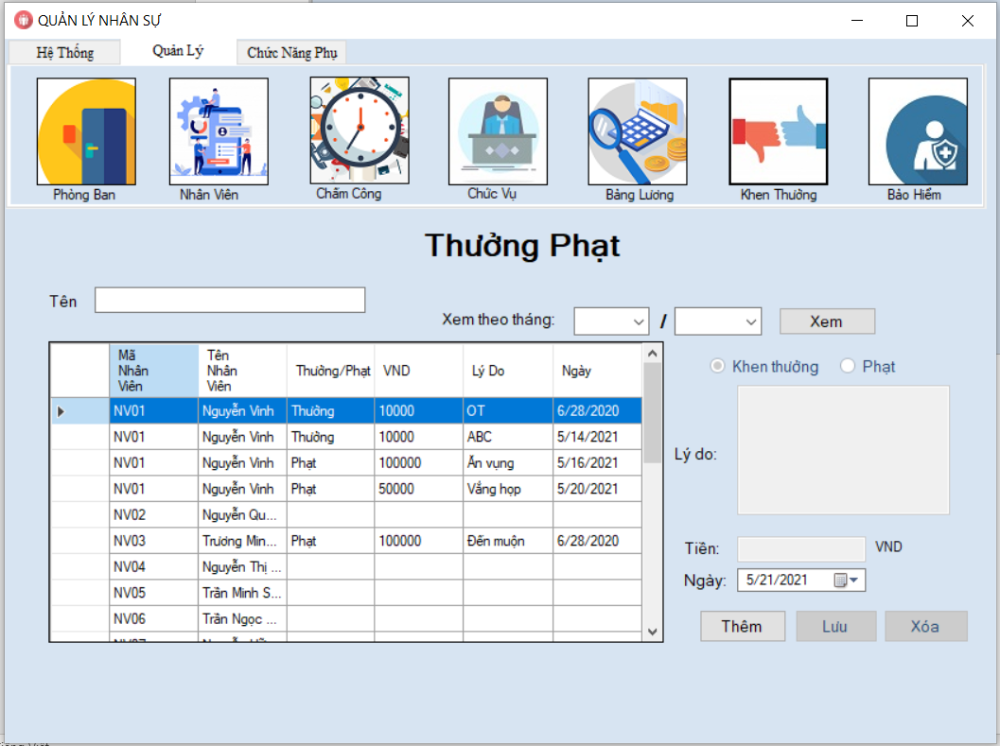 QUẢN LÝ NHÂN SỰ
Hệ Thống Quản Lý Chức Năng Phụ
Phòng Ban Nhân Viên Chấm Công Chức Vụ Bảng Lương Khen Thưởng Bảo Hiểm
Thưởng Phạt
Tên
Xem theo tháng: / Xem
Mã Nhân Viên Tên Nhân Viên Thưởng/Phạt VND Lý Do Ngày
NV01 Nguyễn Vinh Thưởng 10000 OT 6/28/2020
NV01 Nguyễn Vinh Thưởng 10000 ABC 5/14/2021
NV01 Nguyễn Vinh Phạt 100000 Ăn vụng 5/16/2021
NV01 Nguyễn Vinh Phạt 50000 Vắng họp 5/20/2021
NV02 Nguyễn Qu...
NV03 Trương Min... Phạt 100000 Đến muộn 6/28/2020
NV04 Nguyễn Thị ...
NV05 Trần Minh S...
NV06 Trần Ngọc ...
Khen thưởng Phạt
Lý do:
Tiền: VND
Ngày: 5/21/2021
Thêm Lưu Xóa